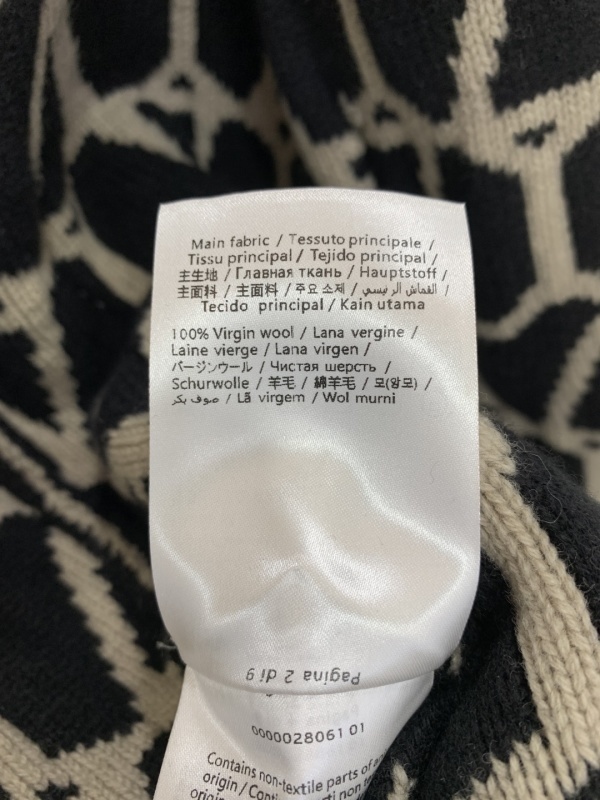 Main fabric / Tessuto principale /
Tissu principal / Tejido principal /
主生地 / Главная ткань / Hauptstoff /
主面料 / 主面料 / 주요 소재 / القماش الرئيسي /
Tecido principal / Kain utama
100% Virgin wool / Lana vergine /
Laine vierge / Lana virgen /
バージンウール / Чистая шерсть /
Schurwolle / 羊毛 / 綿羊毛 / 모(양모) /
صوف بكر / Lã virgem / Wol murni
Pagina 2 di 9
0000028061 01
Contains non-textile parts of
origin /